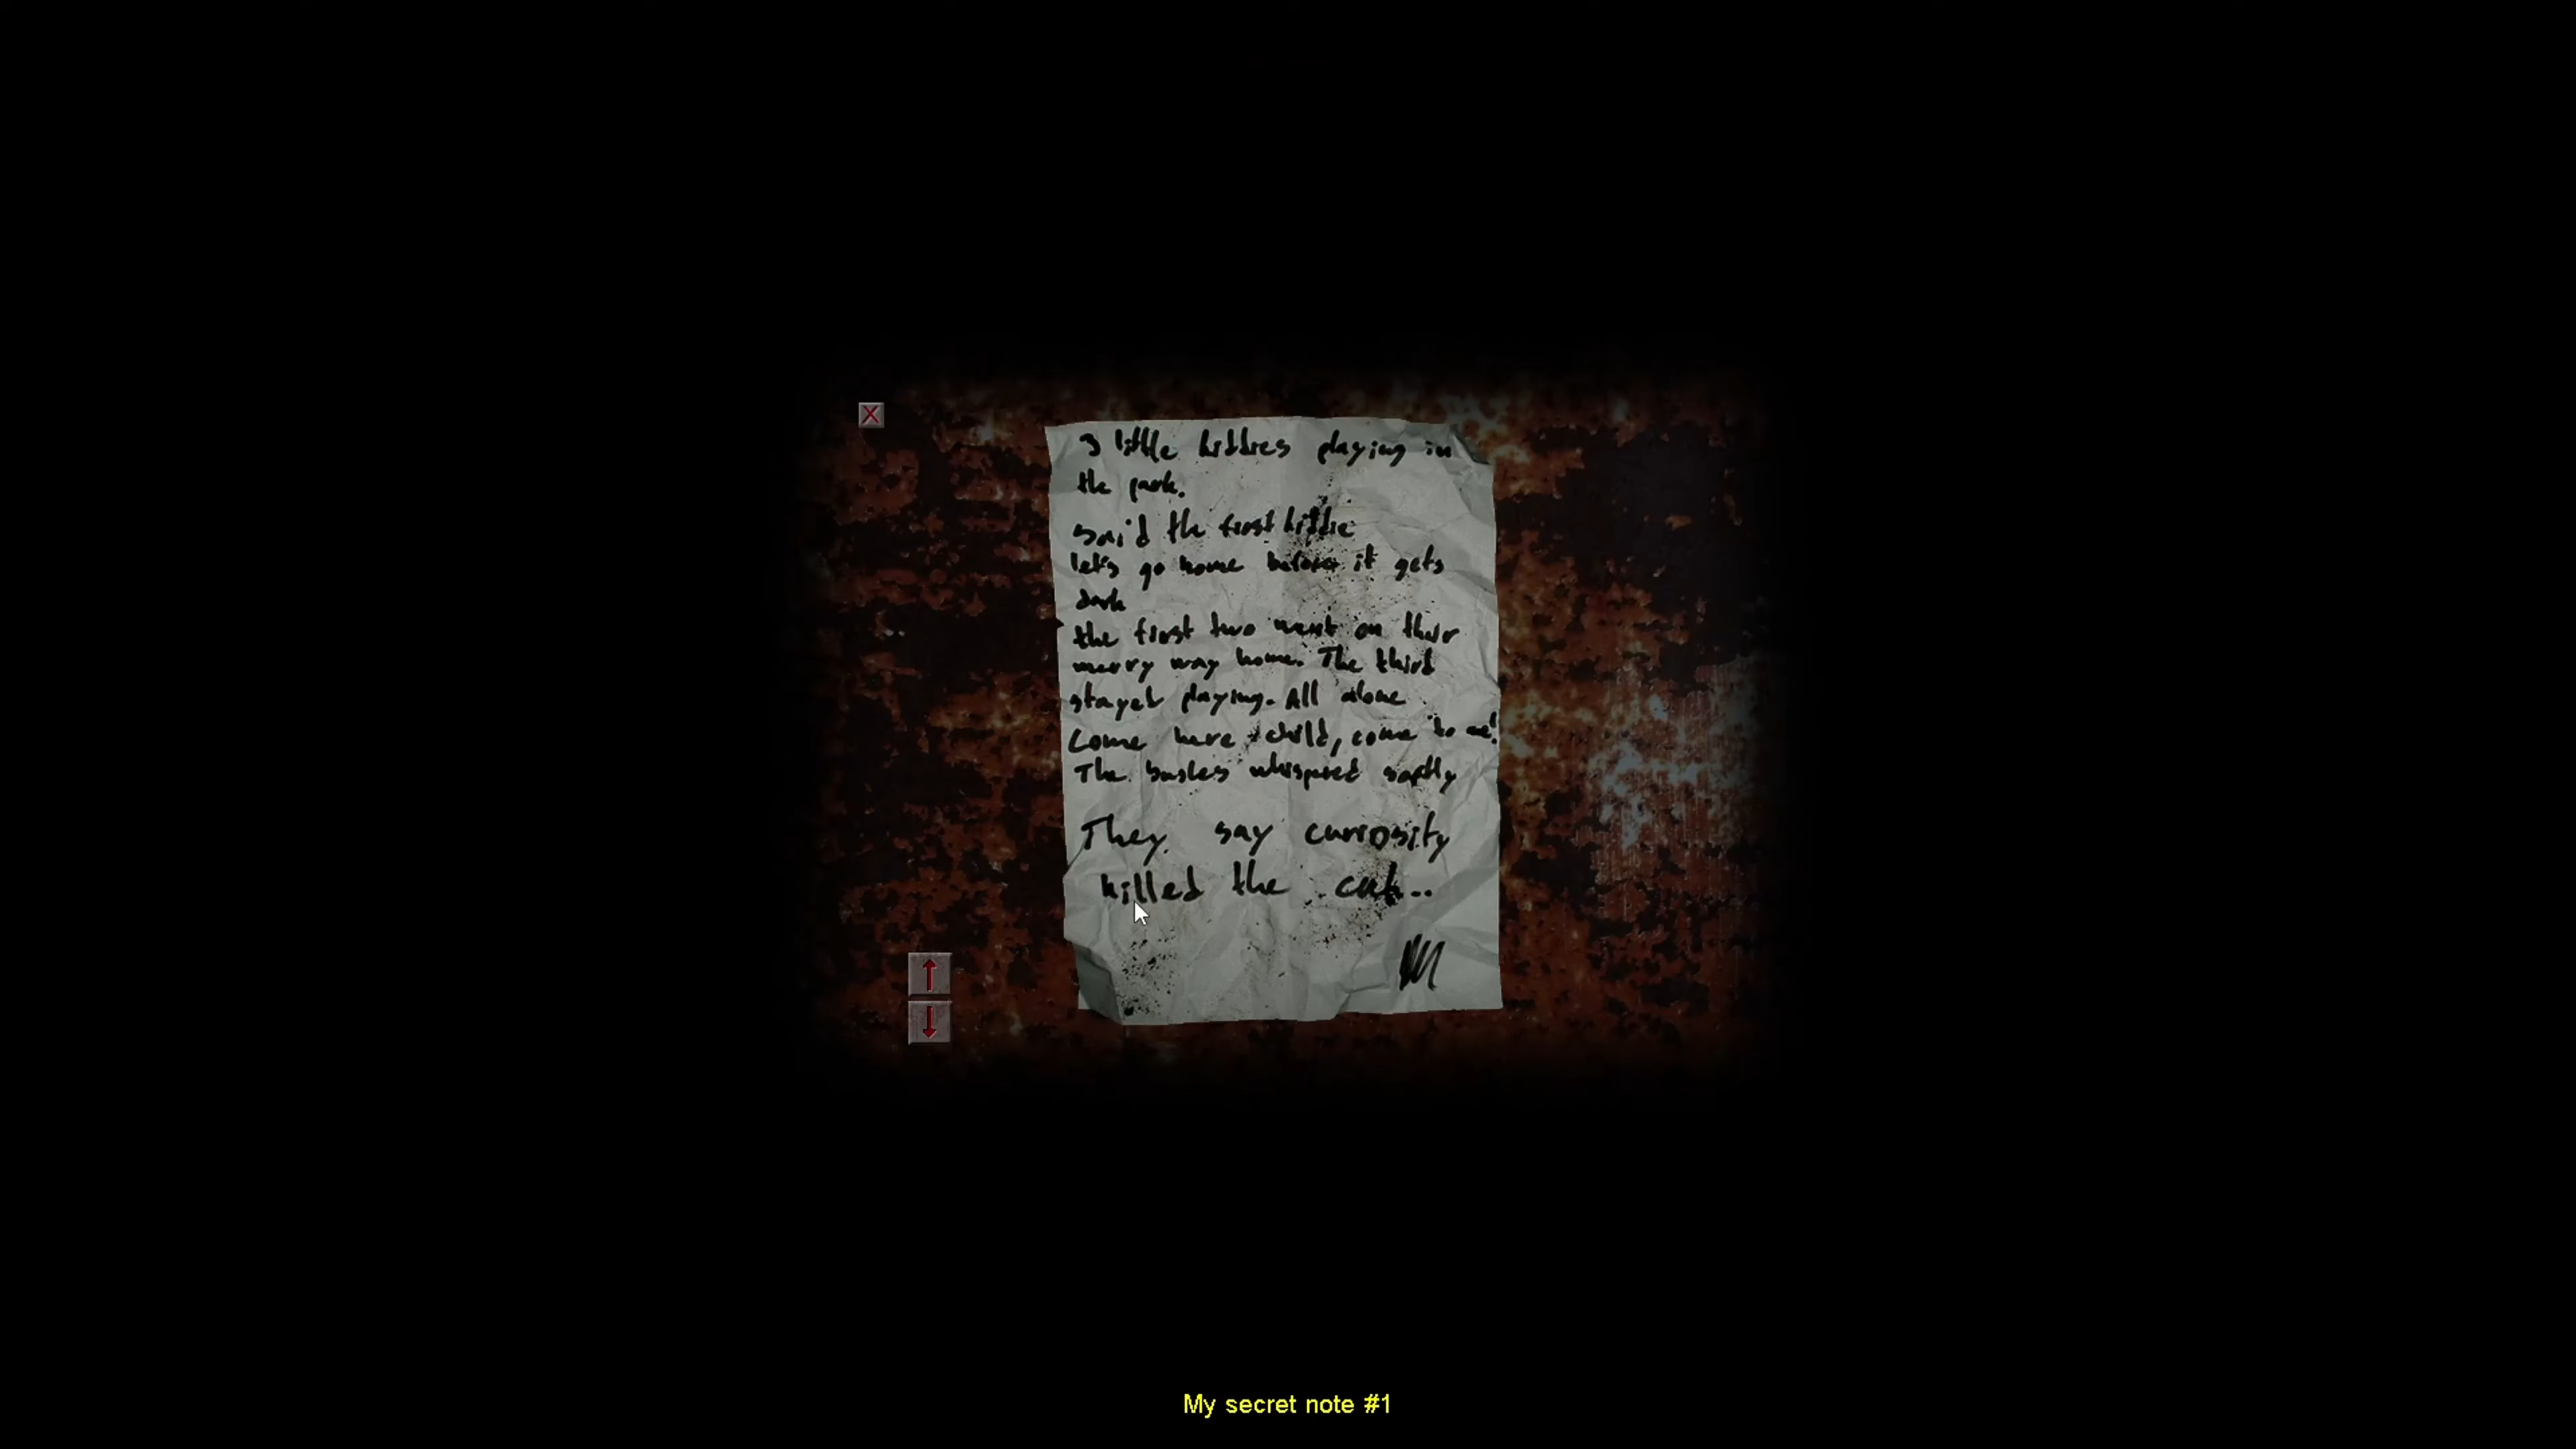 3 little kiddies playing in
the park.
said the first kiddie
let's go home before it gets
dark
the first two went on their
merry way home. The third
stayed playing. All alone
Come here child, come to me!
The bushes whispered softly
They say curiosity
killed the cat..
My secret note #1